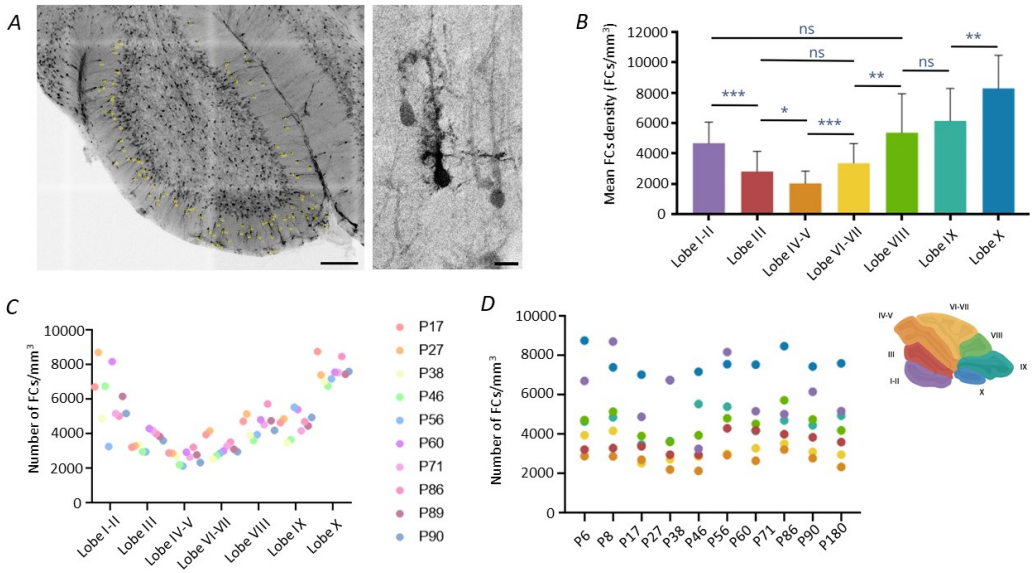 A
B
Mean FCs density (FCs/mm³)
12000
10000
8000
6000
4000
2000
0
ns
ns
**
**
ns
***
*
***
Lobe I-II
Lobe III
Lobe IV-V
Lobe VI-VII
Lobe VIII
Lobe IX
Lobe X
C
Number of FCs/mm³
10000
8000
6000
4000
2000
0
Lobe I-II
Lobe III
Lobe IV-V
Lobe VI-VII
Lobe VIII
Lobe IX
Lobe X
P17
P27
P38
P46
P56
P60
P71
P86
P89
P90
D
Number of FCs/mm³
10000
8000
6000
4000
2000
0
P6
P8
P17
P27
P38
P46
P56
P60
P71
P86
P90
P180
VI-VII
IV-V
VIII
III
IX
I-II
X